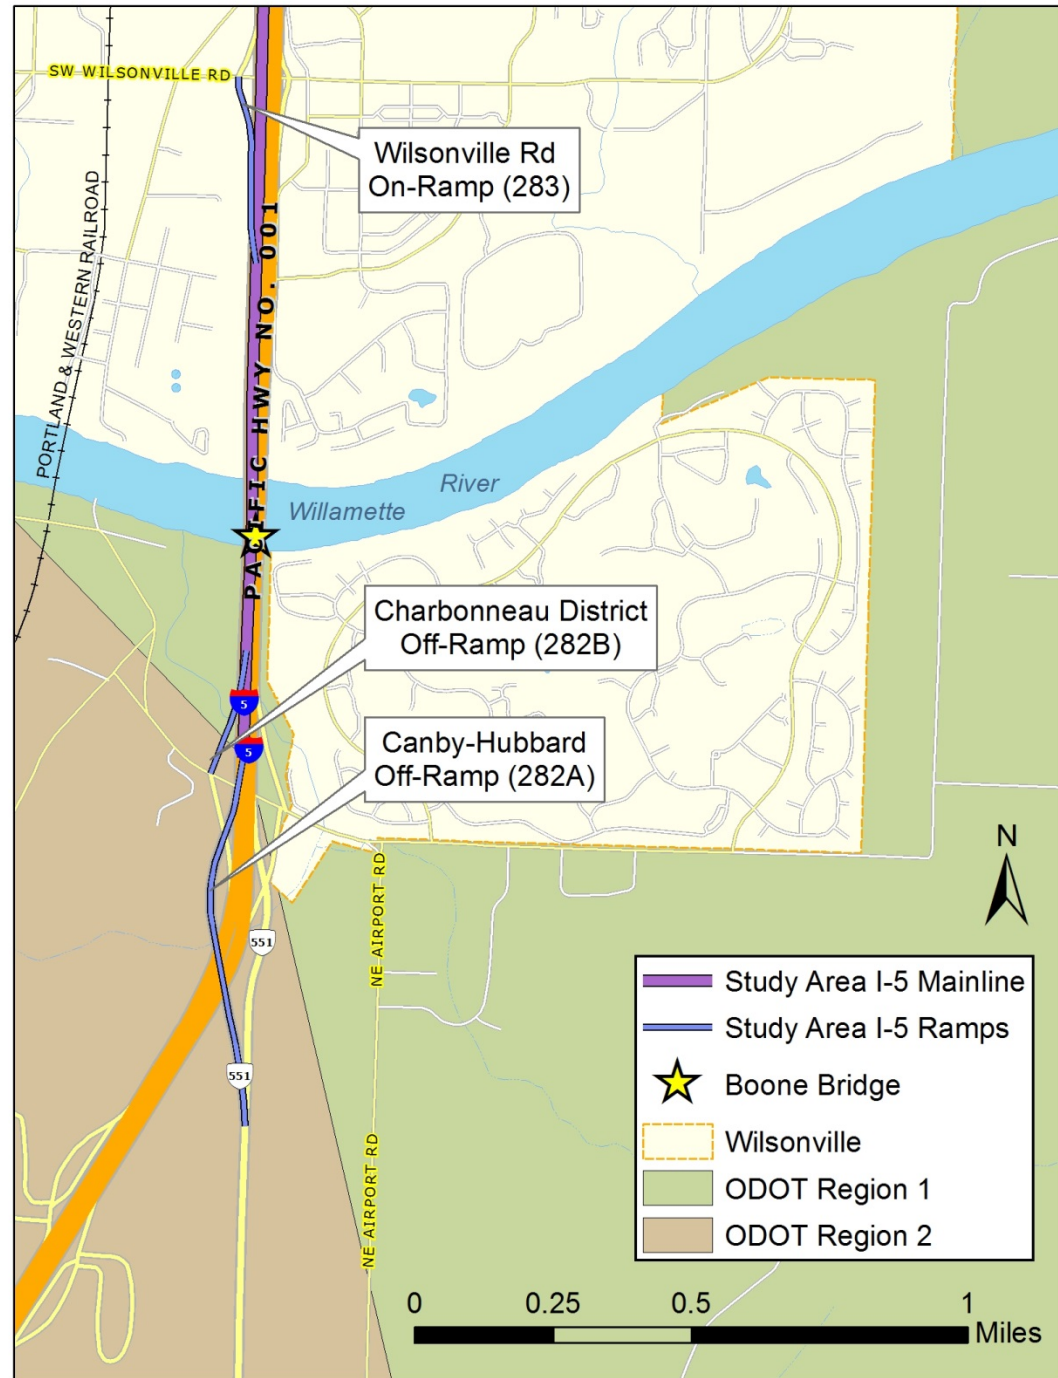 SW WILSONVILLE RD
Wilsonville Rd
On-Ramp (283)
PORTLAND & WESTERN RAILROAD
PACIFIC HWY NO. 001
River
Willamette
Charbonneau District
Off-Ramp (282B)
5
5
Canby-Hubbard
Off-Ramp (282A)
NE AIRPORT RD
551
N
551
NE AIRPORT RD
Study Area I-5 Mainline
Study Area I-5 Ramps
Boone Bridge
Wilsonville
ODOT Region 1
ODOT Region 2
0 0.25 0.5 1
Miles